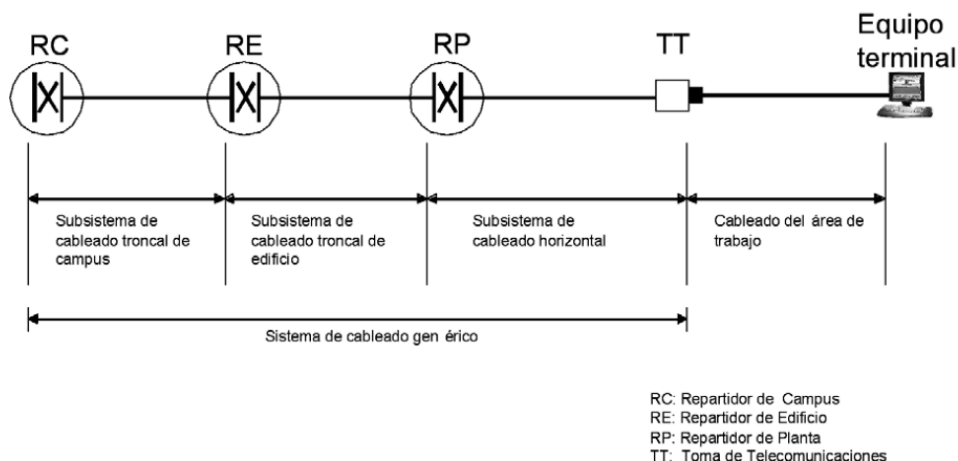 RC
RE
RP
TT
Equipo
terminal
Subsistema de
cableado troncal de
campus
Subsistema de
cableado troncal de
edificio
Subsistema de
cableado horizontal
Cableado del área de
trabajo
Sistema de cableado gen érico
RC: Repartidor de Campus
RE: Repartidor de Edificio
RP: Repartidor de Planta
TT: Toma de Telecomunicaciones